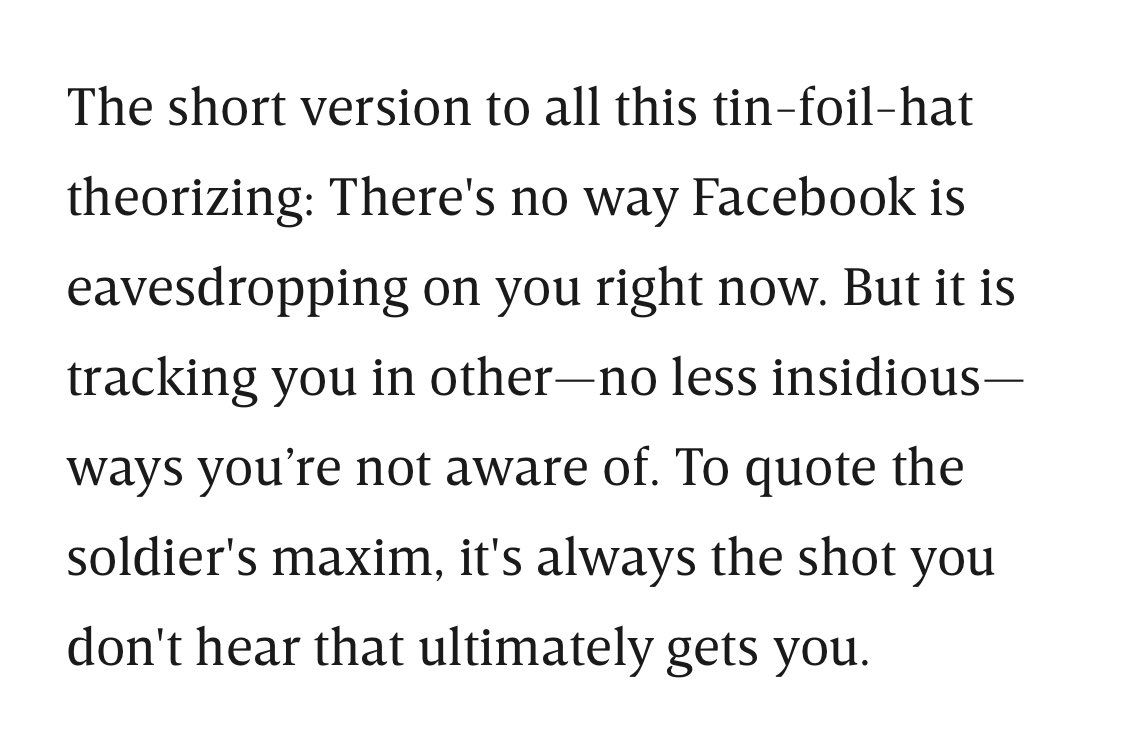 The short version to all this tin-foil-hat
theorizing: There's no way Facebook is
eavesdropping on you right now. But it is
tracking you in other—no less insidious—
ways you’re not aware of. To quote the
soldier's maxim, it's always the shot you
don't hear that ultimately gets you.